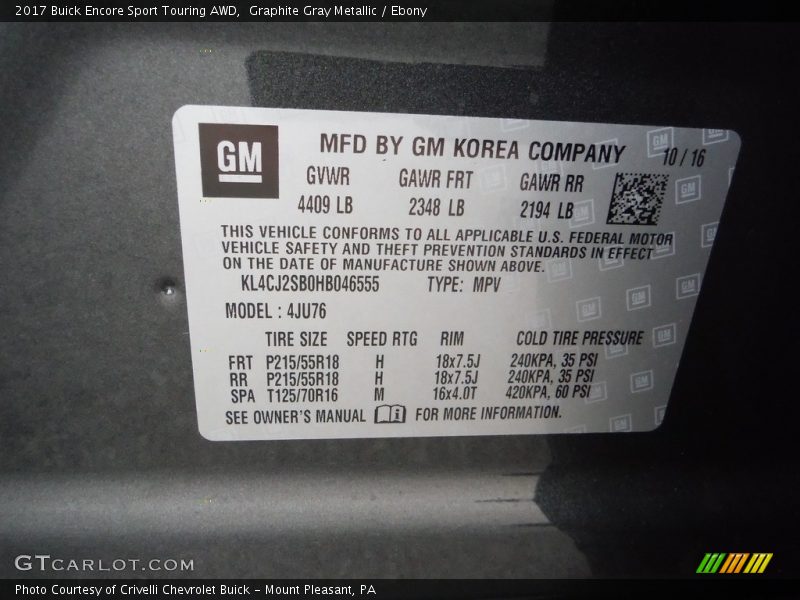 2017 Buick Encore Sport Touring AWD, Graphite Gray Metallic / Ebony
GM
MFD BY GM KOREA COMPANY 10 / 16
GVWR GAWR FRT GAWR RR
4409 LB 2348 LB 2194 LB
THIS VEHICLE CONFORMS TO ALL APPLICABLE U.S. FEDERAL MOTOR
VEHICLE SAFETY AND THEFT PREVENTION STANDARDS IN EFFECT
ON THE DATE OF MANUFACTURE SHOWN ABOVE.
KL4CJ2SB0HB046555 TYPE: MPV
MODEL : 4JU76
TIRE SIZE SPEED RTG RIM COLD TIRE PRESSURE
FRT P215/55R18 H 18x7.5J 240KPA, 35 PSI
RR P215/55R18 H 18x7.5J 240KPA, 35 PSI
SPA T125/70R16 M 16x4.0T 420KPA, 60 PSI
SEE OWNER'S MANUAL FOR MORE INFORMATION.
GTCARLOT.COM
Photo Courtesy of Crivelli Chevrolet Buick – Mount Pleasant, PA